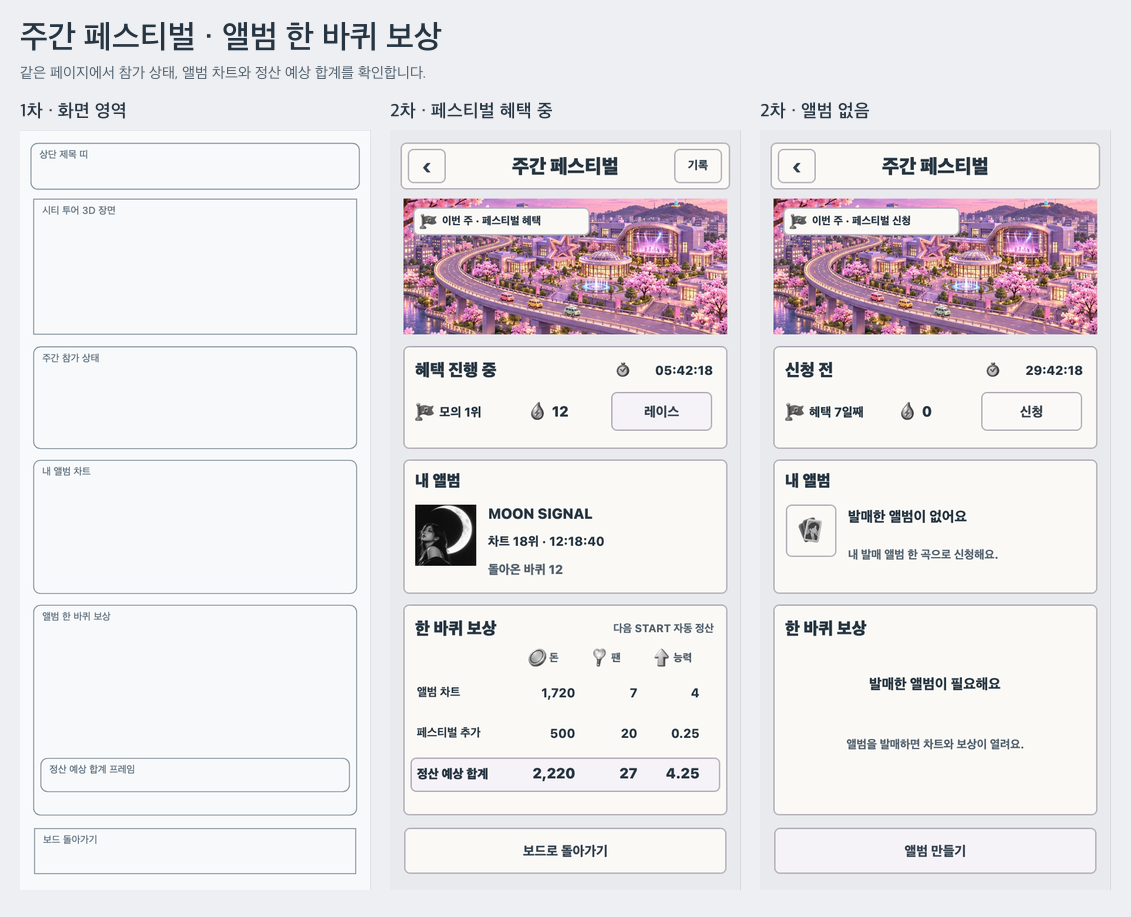 주간 페스티벌 · 앨범 한 바퀴 보상
같은 페이지에서 참가 상태, 앨범 차트와 정산 예상 합계를 확인합니다.
1차 · 화면 영역
상단 제목 띠
시티 투어 3D 장면
주간 참가 상태
내 앨범 차트
앨범 한 바퀴 보상
정산 예상 합계 프레임
보드 돌아가기
2차 · 페스티벌 혜택 중
‹ 주간 페스티벌 기록
이번 주 · 페스티벌 혜택
혜택 진행 중 05:42:18
모의 1위 12 레이스
내 앨범
MOON SIGNAL
차트 18위 · 12:18:40
돌아온 바퀴 12
한 바퀴 보상 다음 START 자동 정산
돈 팬 능력
앨범 차트 1,720 7 4
페스티벌 추가 500 20 0.25
정산 예상 합계 2,220 27 4.25
보드로 돌아가기
2차 · 앨범 없음
‹ 주간 페스티벌
이번 주 · 페스티벌 신청
신청 전 29:42:18
혜택 7일째 0 신청
내 앨범
발매한 앨범이 없어요
내 발매 앨범 한 곡으로 신청해요.
한 바퀴 보상
발매한 앨범이 필요해요
앨범을 발매하면 차트와 보상이 열려요.
앨범 만들기